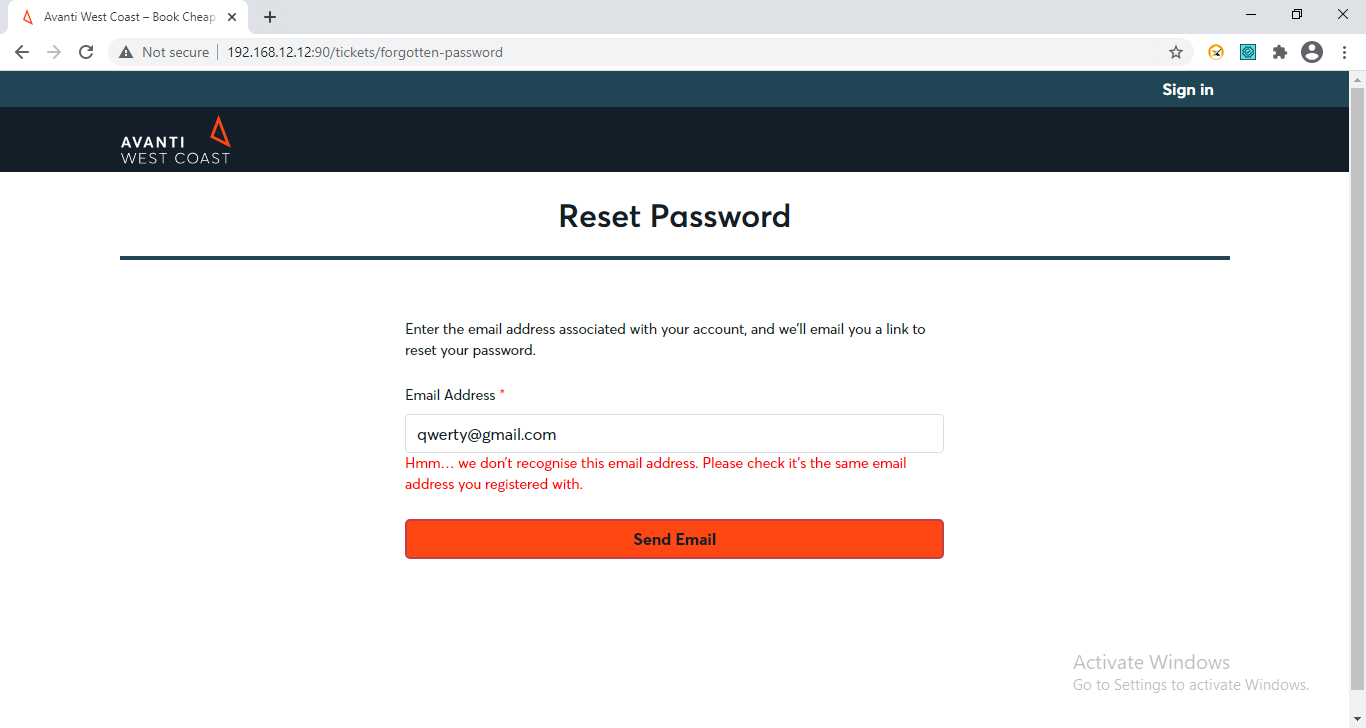 Avanti West Coast – Book Cheap
Not secure
192.168.12.12:90/tickets/forgotten-password
Sign in
AVANTI
WEST COAST
Reset Password
Enter the email address associated with your account, and we'll email you a link to
reset your password.
Email Address *
qwerty@gmail.com
Hmm... we don't recognise this email address. Please check it's the same email
address you registered with.
Send Email
Activate Windows
Go to Settings to activate Windows.